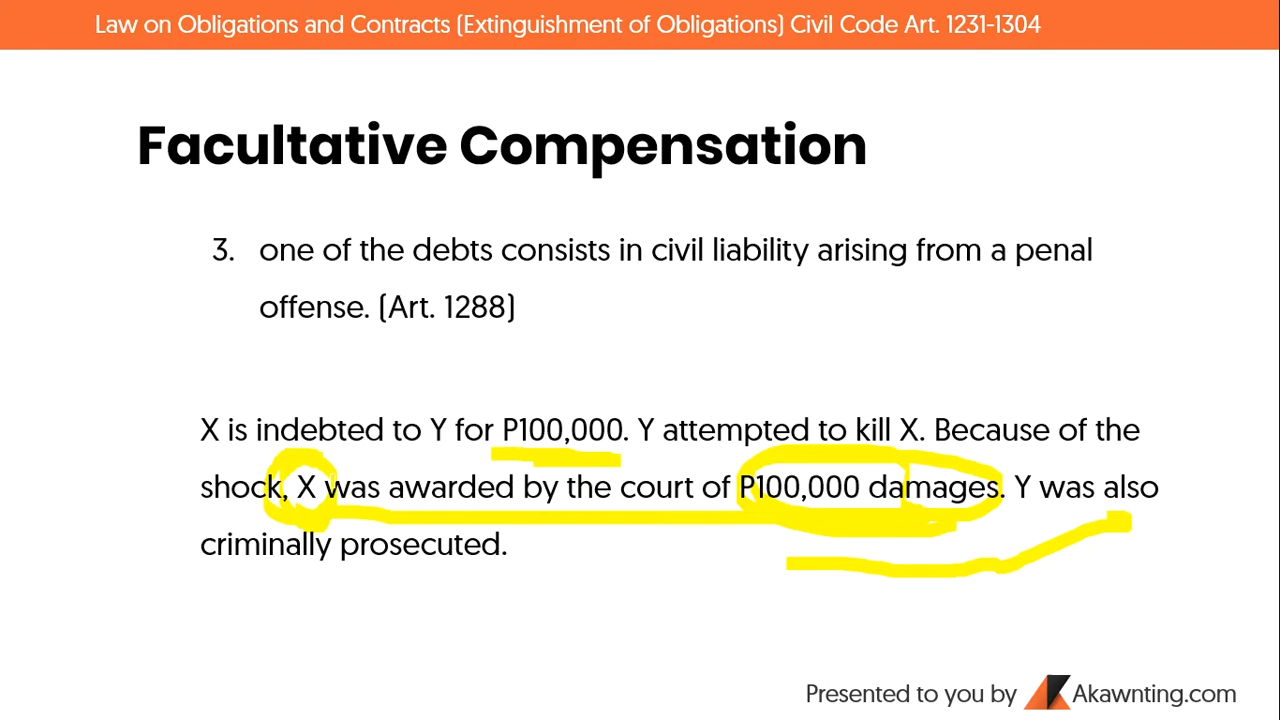 Law on Obligations and Contracts (Extinguishment of Obligations) Civil Code Art. 1231-1304
Facultative Compensation
3. one of the debts consists in civil liability arising from a penal
offense. (Art. 1288)
X is indebted to Y for P100,000. Y attempted to kill X. Because of the
shock, X was awarded by the court of P100,000 damages. Y was also
criminally prosecuted.
Presented to you by Akawnting.com